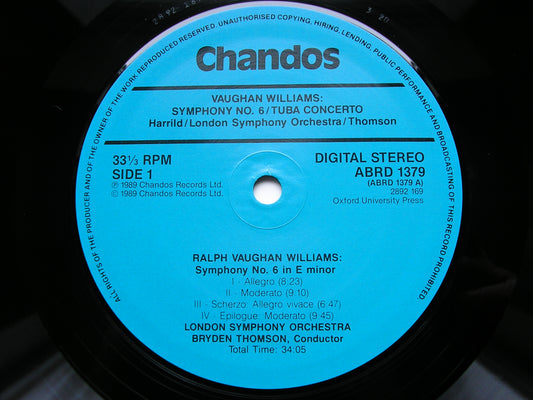 ALL RIGHTS OF THE PRODUCER AND OF THE OWNER OF THE WORK REPRODUCED RESERVED. UNAUTHORISED COPYING, HIRING, LENDING, PUBLIC PERFORMANCE AND BROADCASTING OF THIS RECORD PROHIBITED
Chandos
VAUGHAN WILLIAMS:
SYMPHONY NO. 6/TUBA CONCERTO
Harrild/London Symphony Orchestra/Thomson
33⅓ RPM
SIDE 1
℗ 1989 Chandos Records Ltd.
© 1989 Chandos Records Ltd.
DIGITAL STEREO
ABRD 1379
(ABRD 1379 A)
2892 169
Oxford University Press
RALPH VAUGHAN WILLIAMS:
Symphony No. 6 in E minor
I - Allegro (8:23)
II - Moderato (9:10)
III - Scherzo: Allegro vivace (6:47)
IV - Epilogue: Moderato (9:45)
LONDON SYMPHONY ORCHESTRA
BRYDEN THOMSON, Conductor
Total Time: 34:05